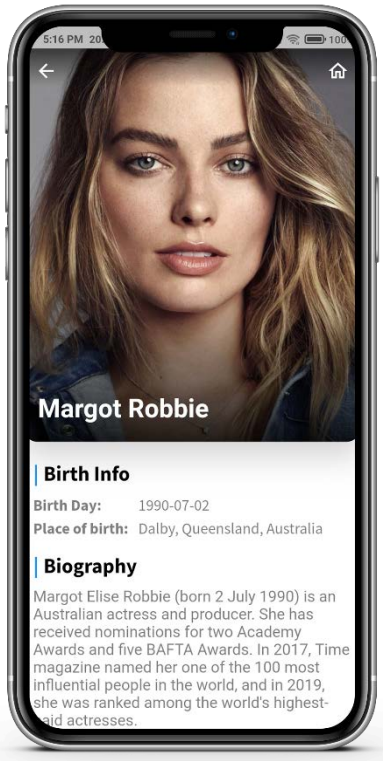 5:16 PM 20
100
Margot Robbie
Birth Info
Birth Day: 1990-07-02
Place of birth: Dalby, Queensland, Australia
Biography
Margot Elise Robbie (born 2 July 1990) is an
Australian actress and producer. She has
received nominations for two Academy
Awards and five BAFTA Awards. In 2017, Time
magazine named her one of the 100 most
influential people in the world, and in 2019,
she was ranked among the world's highest-
paid actresses.